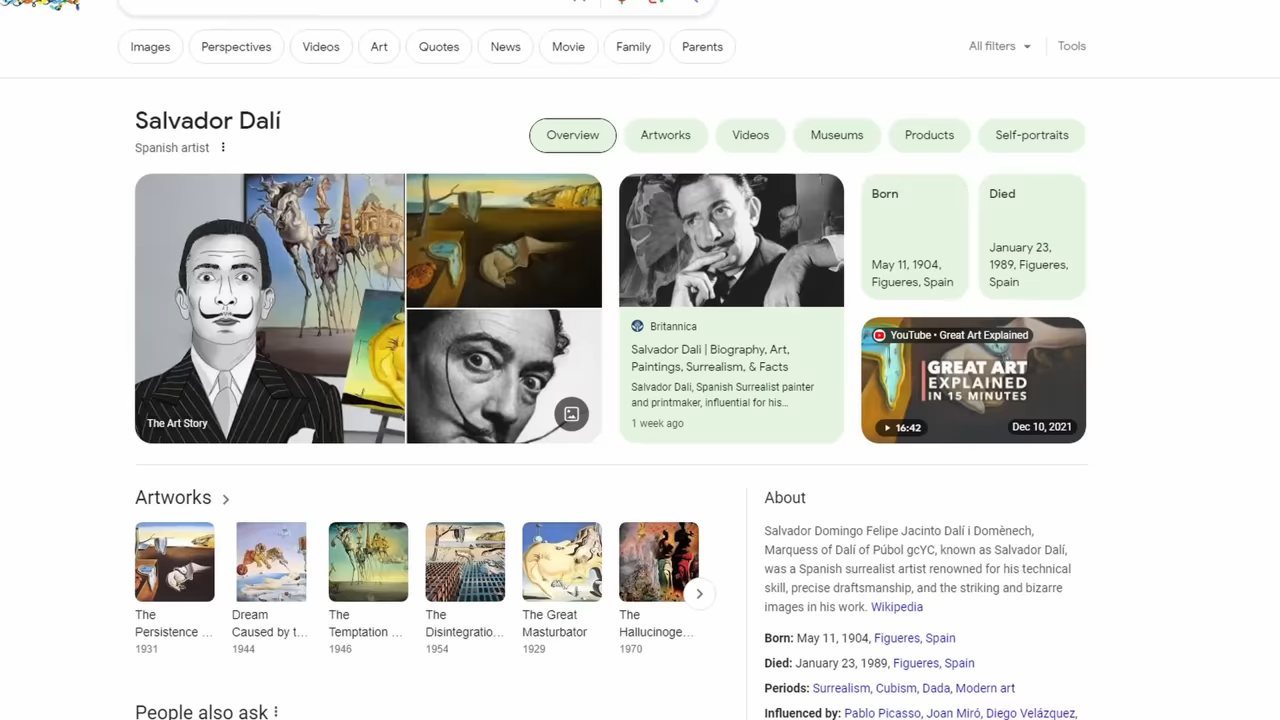 Images
Perspectives
Videos
Art
Quotes
News
Movie
Family
Parents
All filters
Tools
Salvador Dalí
Spanish artist
Overview
Artworks
Videos
Museums
Products
Self-portraits
The Art Story
Britannica
Salvador Dali | Biography, Art,
Paintings, Surrealism, & Facts
Salvador Dalí, Spanish Surrealist painter
and printmaker, influential for his...
1 week ago
Born
May 11, 1904,
Figueres, Spain
Died
January 23,
1989, Figueres,
Spain
YouTube • Great Art Explained
GREAT ART
EXPLAINED
IN 15 MINUTES
16:42
Dec 10, 2021
Artworks
The
Persistence ...
1931
Dream
Caused by t...
1944
The
Temptation ...
1946
The
Disintegratio...
1954
The Great
Masturbator
1929
The
Hallucinoge...
1970
People also ask
About
Salvador Domingo Felipe Jacinto Dalí i Domènech,
Marquess of Dalí of Púbol gcYC, known as Salvador Dalí,
was a Spanish surrealist artist renowned for his technical
skill, precise draftsmanship, and the striking and bizarre
images in his work. Wikipedia
Born: May 11, 1904, Figueres, Spain
Died: January 23, 1989, Figueres, Spain
Periods: Surrealism, Cubism, Dada, Modern art
Influenced by: Pablo Picasso, Joan Miró, Diego Velázquez,